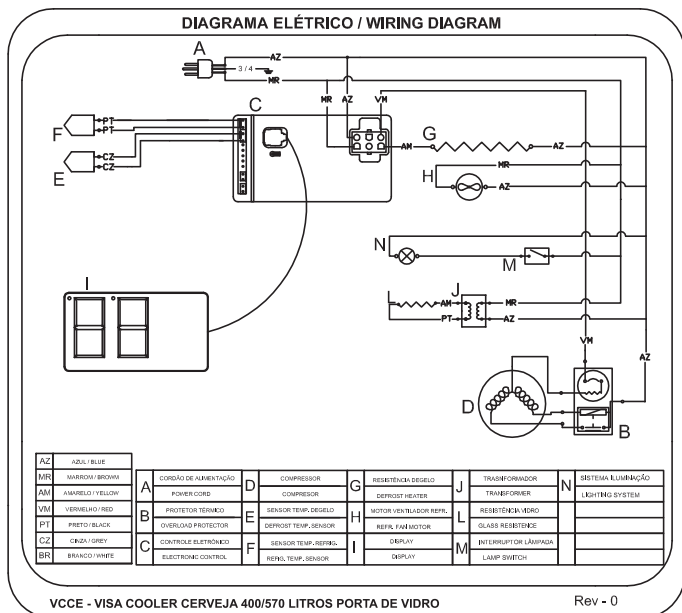 DIAGRAMA ELÉTRICO / WIRING DIAGRAM
A
AZ
3 / 4
MR
C
MR
AZ
VM
F
PT
PT
E
CZ
CZ
AM
G
AZ
H
MR
AZ
N
M
I
L
AM
PT
J
MR
AZ
VM
AZ
D
B
AZ AZUL / BLUE
MR MARROM / BROWM
AM AMARELO / YELLOW
VM VERMELHO / RED
PT PRETO / BLACK
CZ CINZA / GREY
BR BRANCO / WHITE
A CORDÃO DE ALIMENTAÇÃO
POWER CORD
B PROTETOR TÉRMICO
OVERLOAD PROTECTOR
C CONTROLE ELETRÔNICO
ELECTRONIC CONTROL
D COMPRESSOR
COMPRESOR
E SENSOR TEMP. DEGELO
DEFROST TEMP. SENSOR
F SENSOR TEMP. REFRIG.
REFIG. TEMP. SENSOR
G RESISTÊNCIA DEGELO
DEFROST HEATER
H MOTOR VENTILADOR REFR.
REFR. FAN MOTOR
I DISPLAY
DISPLAY
J TRANSFORMADOR
TRANSFORMER
L RESISTÊNCIA VIDRO
GLASS RESISTENCE
M INTERRUPTOR LÂMPADA
LAMP SWITCH
N SISTEMA ILUMINAÇÃO
LIGHTING SYSTEM
VCCE - VISA COOLER CERVEJA 400/570 LITROS PORTA DE VIDRO
Rev - 0